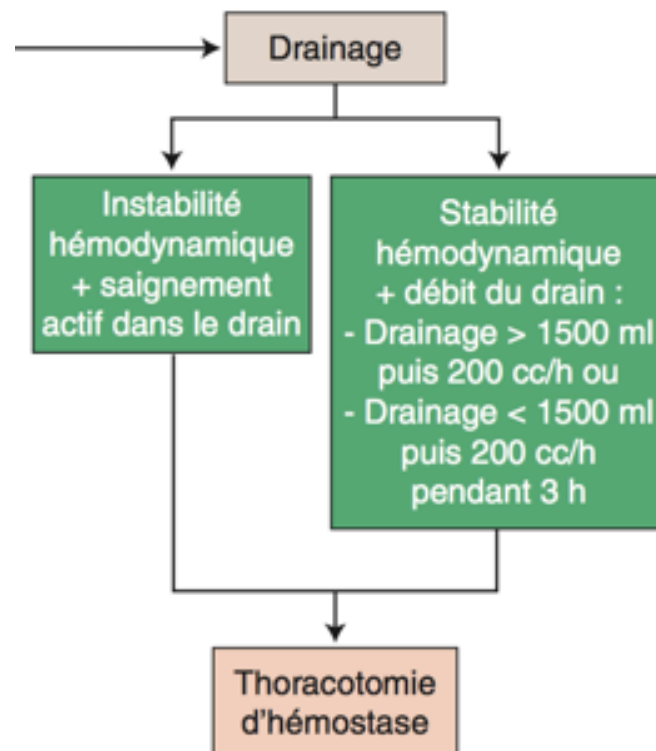 Drainage
Instabilité
hémodynamique
+ saignement
actif dans le drain
Stabilité
hémodynamique
+ débit du drain :
- Drainage > 1500 ml
puis 200 cc/h ou
- Drainage < 1500 ml
puis 200 cc/h
pendant 3 h
Thoracotomie
d'hémostase